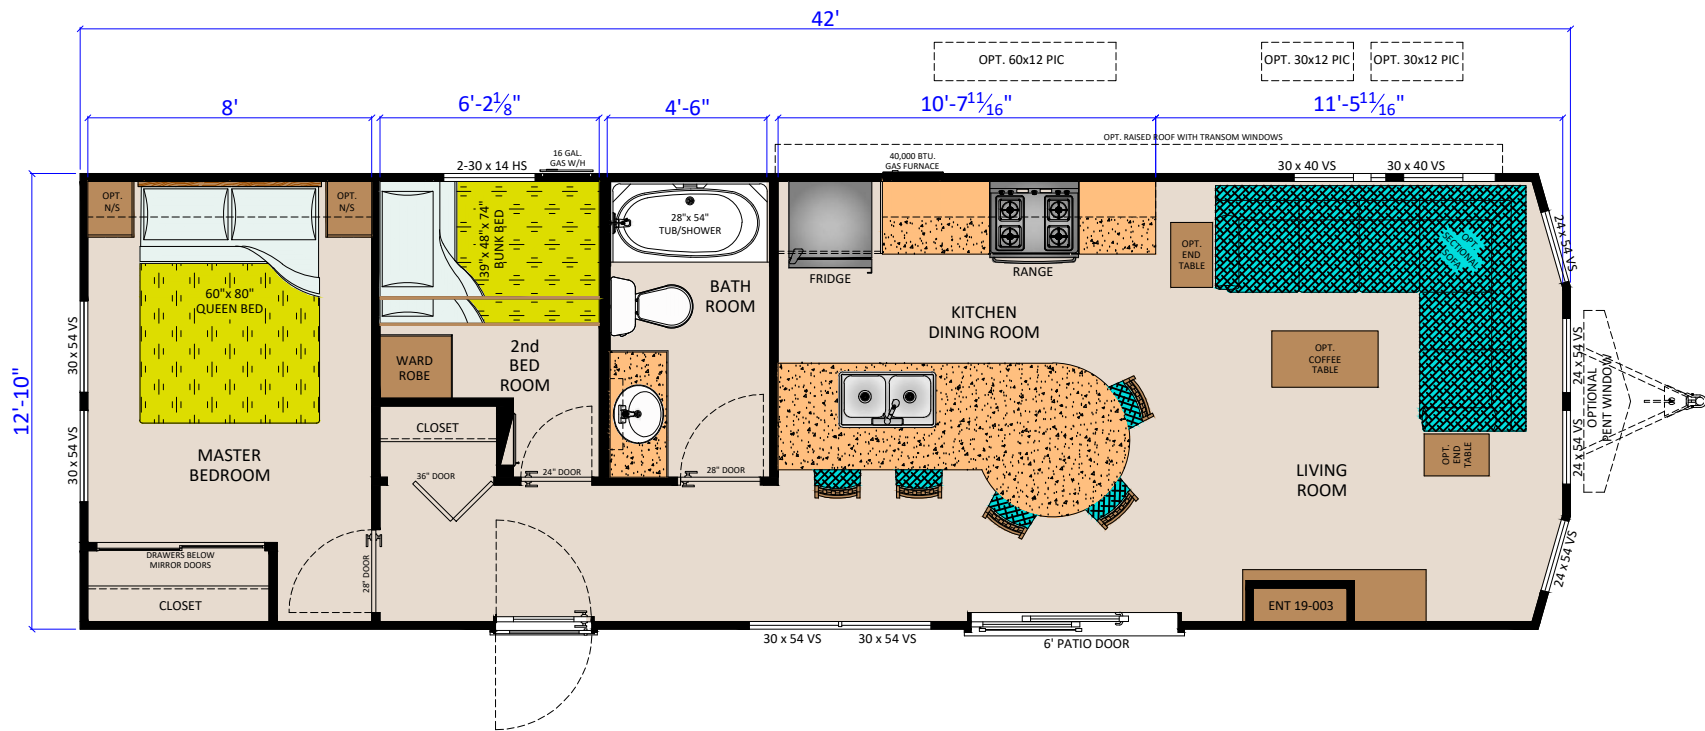 42'
OPT. 60x12 PIC
OPT. 30x12 PIC
OPT. 30x12 PIC
8'
6'-2⅛"
4'-6"
10'-7 11/16"
11'-5 11/16"
OPT. RAISED ROOF WITH TRANSOM WINDOWS
2-30 x 14 HS
16 GAL.
GAS W/H
40,000 BTU.
GAS FURNACE
30 x 40 VS
30 x 40 VS
OPT.
N/S
OPT.
N/S
39"x 48"x 74"
BUNK BED
28"x 54"
TUB/SHOWER
FRIDGE
RANGE
OPT.
END
TABLE
OPT.
SECTIONAL
SOFA
24 x 54 VS
60"x 80"
QUEEN BED
BATH
ROOM
KITCHEN
DINING ROOM
30 x 54 VS
12'-10"
WARD
ROBE
2nd
BED
ROOM
OPT.
COFFEE
TABLE
24 x 54 VS
OPTIONAL
PENT WINDOW
CLOSET
30 x 54 VS
MASTER
BEDROOM
36" DOOR
24" DOOR
28" DOOR
OPT.
END
TABLE
24 x 54 VS
LIVING
ROOM
DRAWERS BELOW
MIRROR DOORS
CLOSET
28" DOOR
24 x 54 VS
ENT 19-003
30 x 54 VS
30 x 54 VS
6' PATIO DOOR